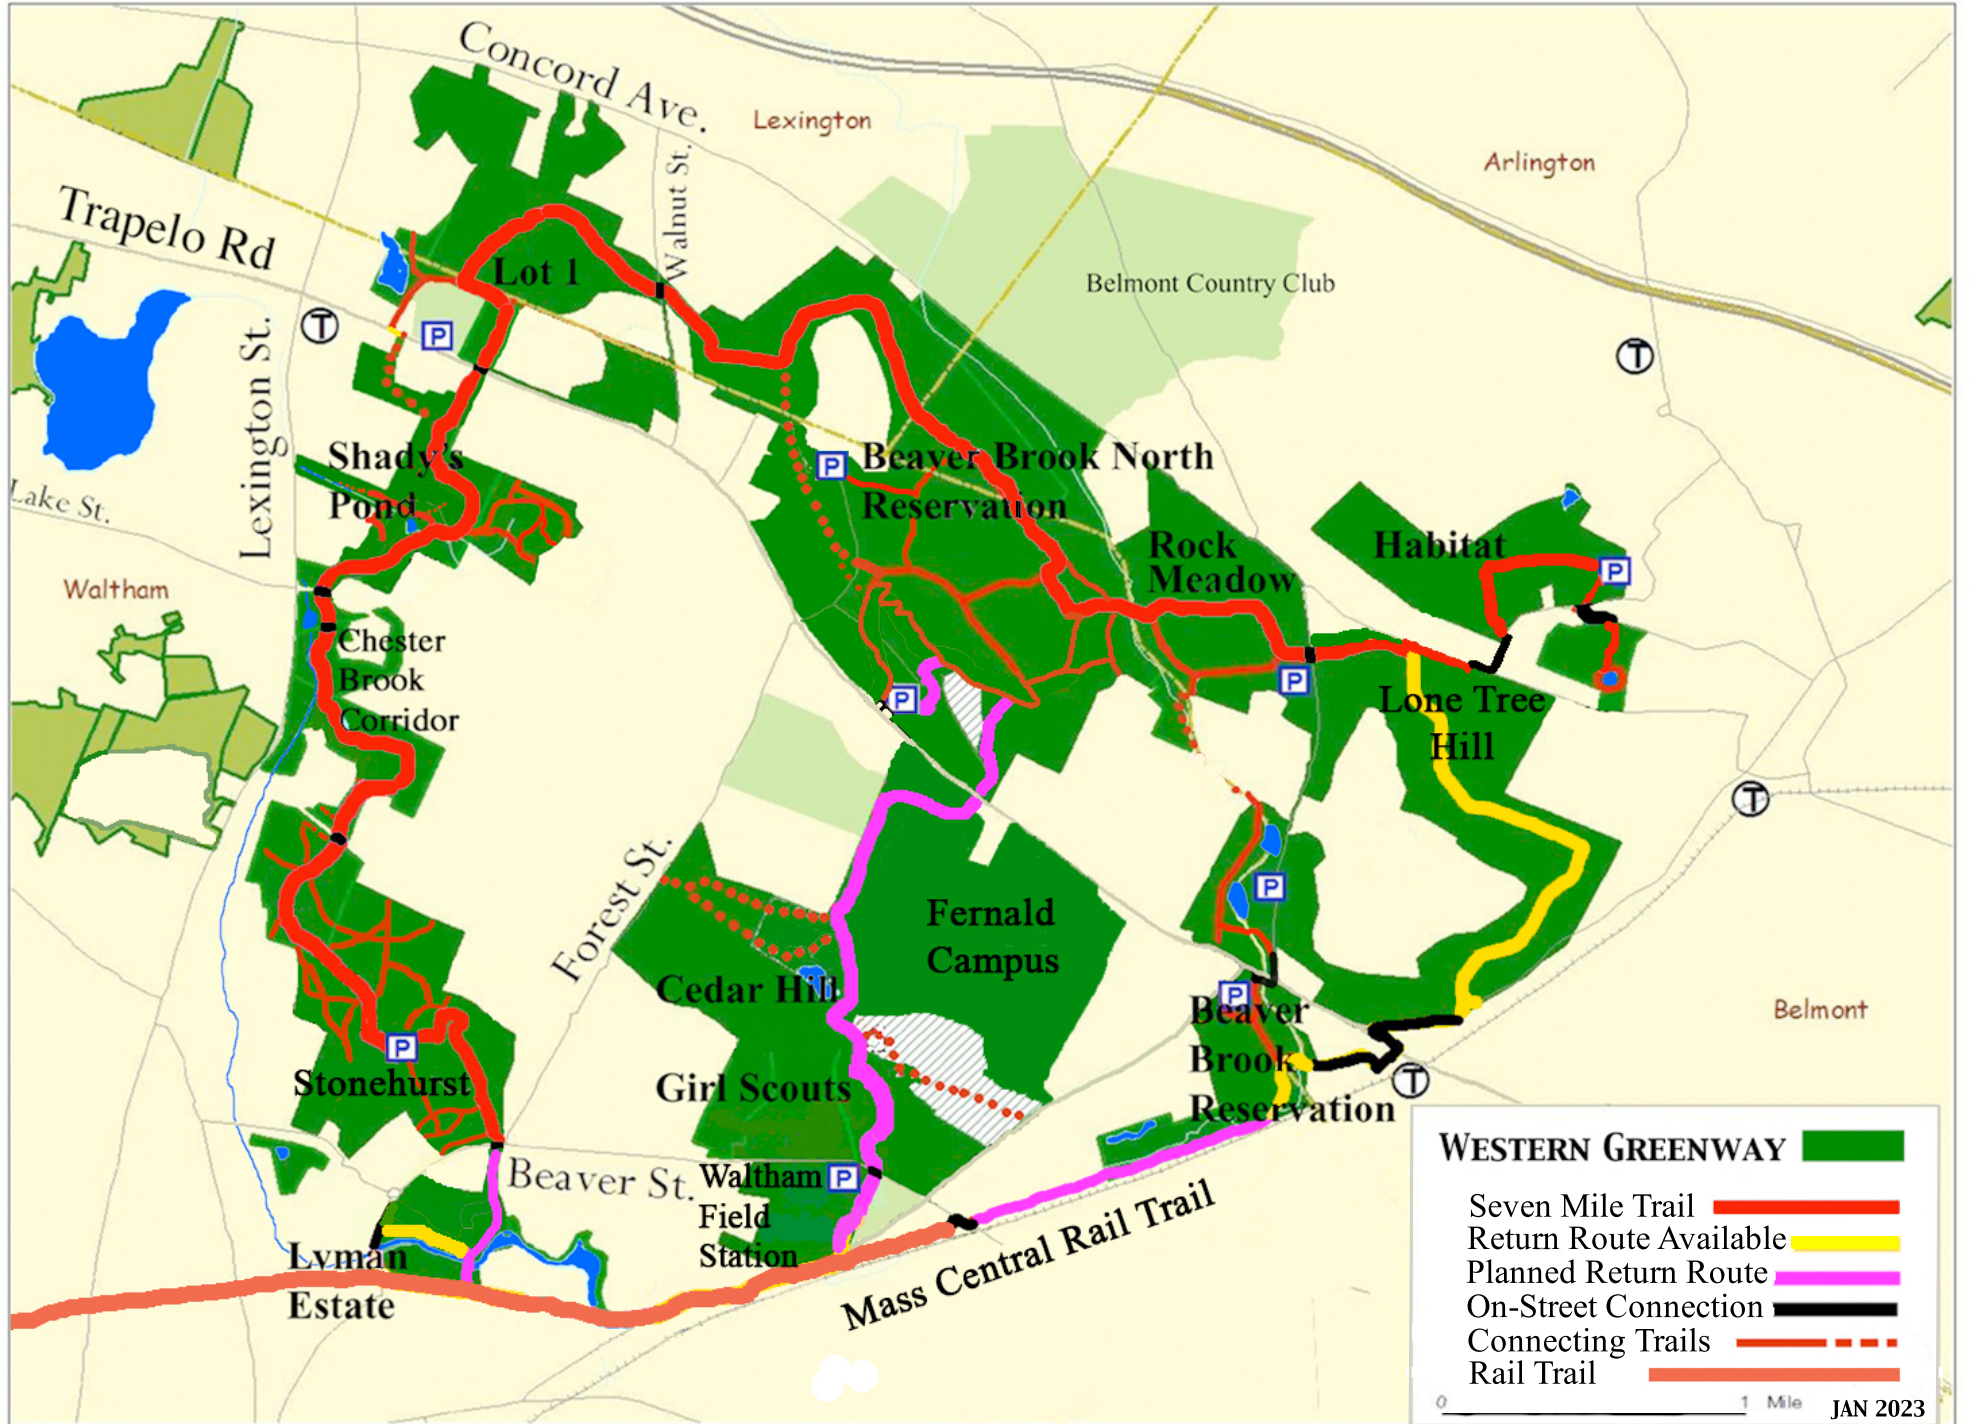 Concord Ave.
Lexington
Arlington
Walnut St.
Trapelo Rd
Lot 1
Belmont Country Club
P
T
T
Lexington St.
Shady's
Pond
P
Beaver Brook North
Reservation
Lake St.
Rock
Meadow
Habitat
P
Waltham
Chester
Brook
Corridor
P
P
Lone Tree
Hill
T
Forest St.
P
Fernald
Campus
Cedar Hill
P
Beaver
Brook
Reservation
Belmont
P
Stonehurst
Girl Scouts
T
Beaver St.
Waltham
Field
Station
P
Lyman
Estate
Mass Central Rail Trail
WESTERN GREENWAY
Seven Mile Trail
Return Route Available
Planned Return Route
On-Street Connection
Connecting Trails
Rail Trail
0 1 Mile
JAN 2023